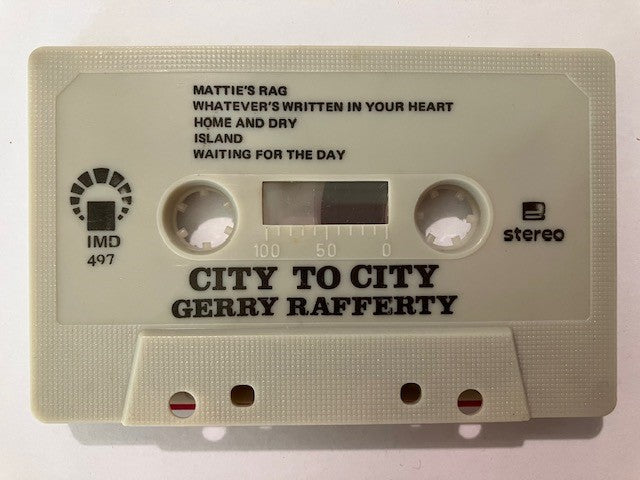 MATTIE'S RAG
WHATEVER'S WRITTEN IN YOUR HEART
HOME AND DRY
ISLAND
WAITING FOR THE DAY
IMD
497
100 50 0
stereo
CITY TO CITY
GERRY RAFFERTY